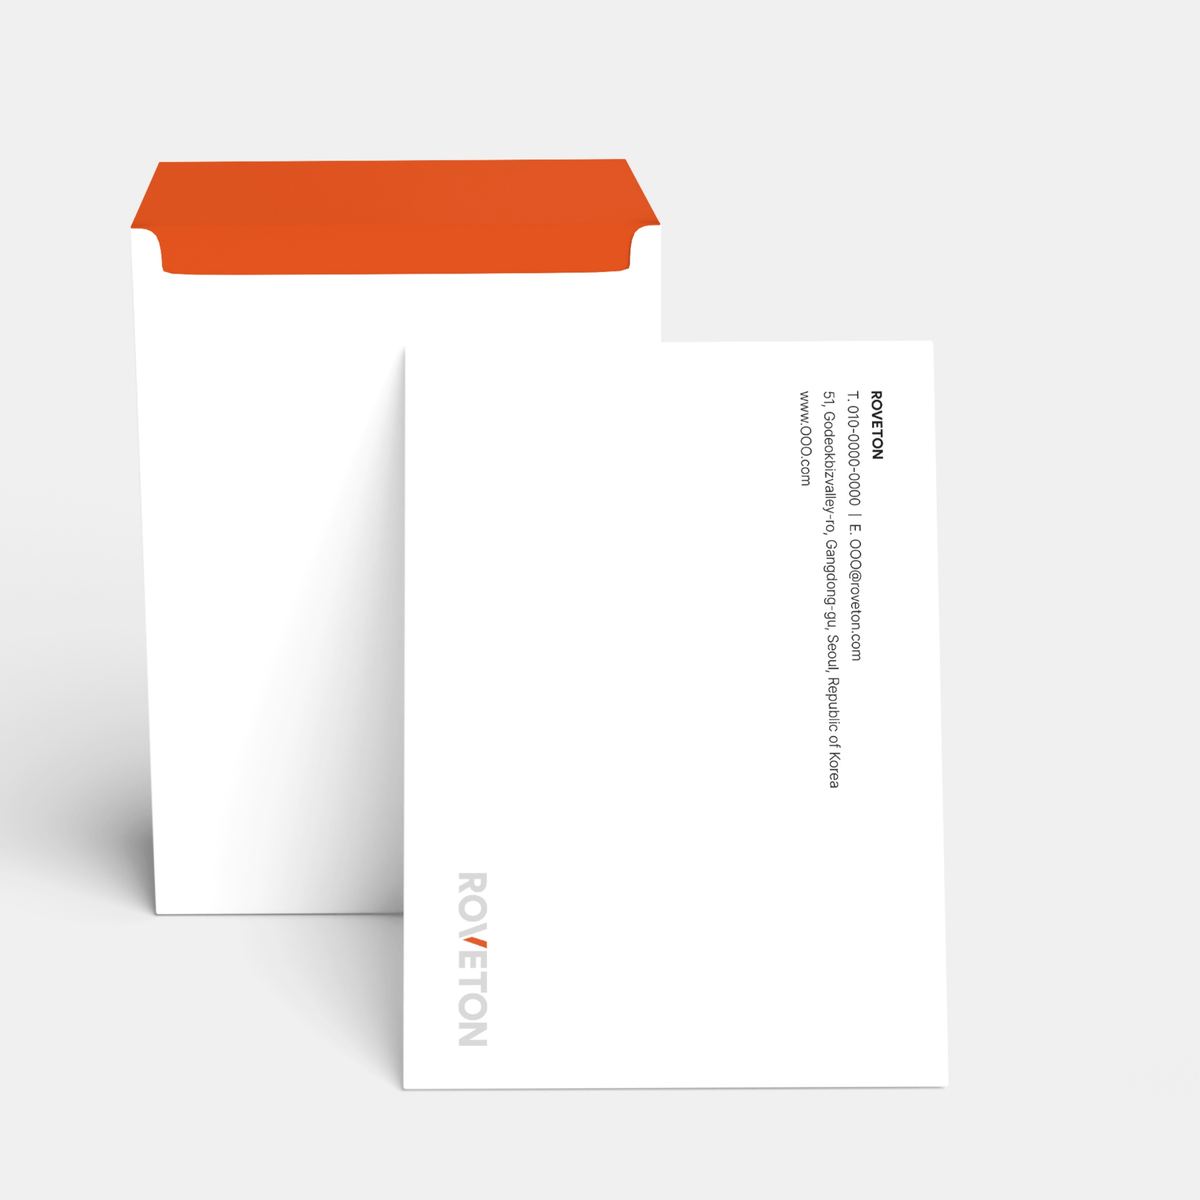 ROVETON
T. 010-0000-0000 | E. OOO@roveton.com
51, Godeokbizvalley-ro, Gangdong-gu, Seoul, Republic of Korea
www.OOO.com
ROVETON